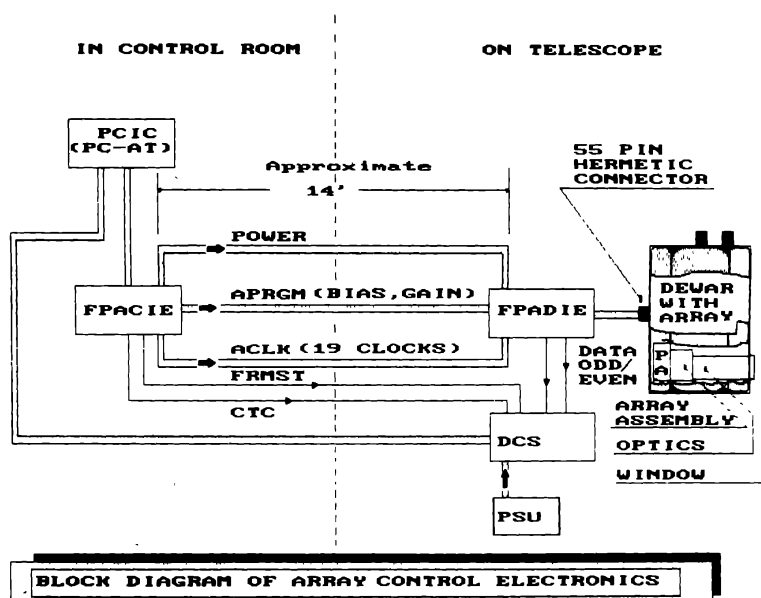 IN CONTROL ROOM
ON TELESCOPE
PCIC
(PC-AT)
Approximate
14'
55 PIN
HERMETIC
CONNECTOR
POWER
FPACIE
APRGM (BIAS, GAIN)
FPADIE
DEWAR
WITH
ARRAY
ACLK (19 CLOCKS)
FRMST
CTC
DATA
ODD/
EVEN
P
A
ARRAY
ASSEMBLY
OPTICS
WINDOW
DCS
PSU
BLOCK DIAGRAM OF ARRAY CONTROL ELECTRONICS